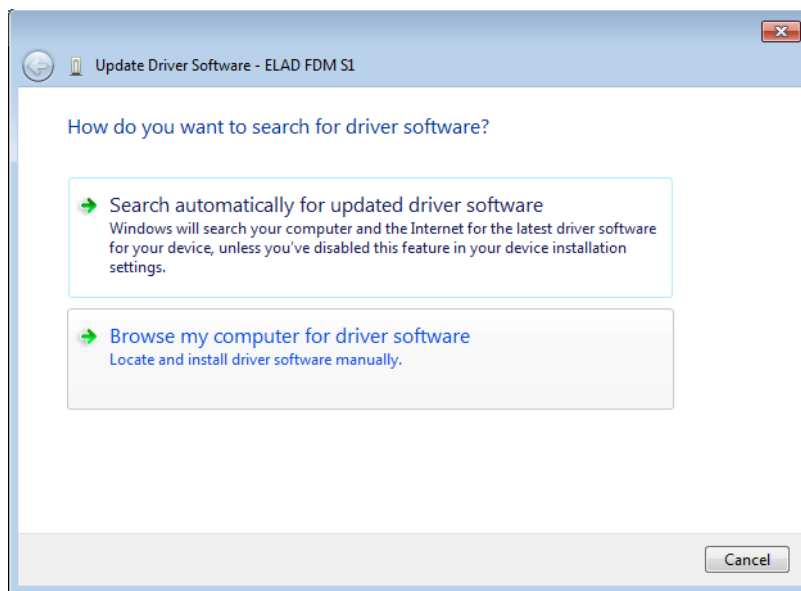 Update Driver Software - ELAD FDM S1
How do you want to search for driver software?
Search automatically for updated driver software
Windows will search your computer and the Internet for the latest driver software
for your device, unless you've disabled this feature in your device installation
settings.
Browse my computer for driver software
Locate and install driver software manually.
Cancel